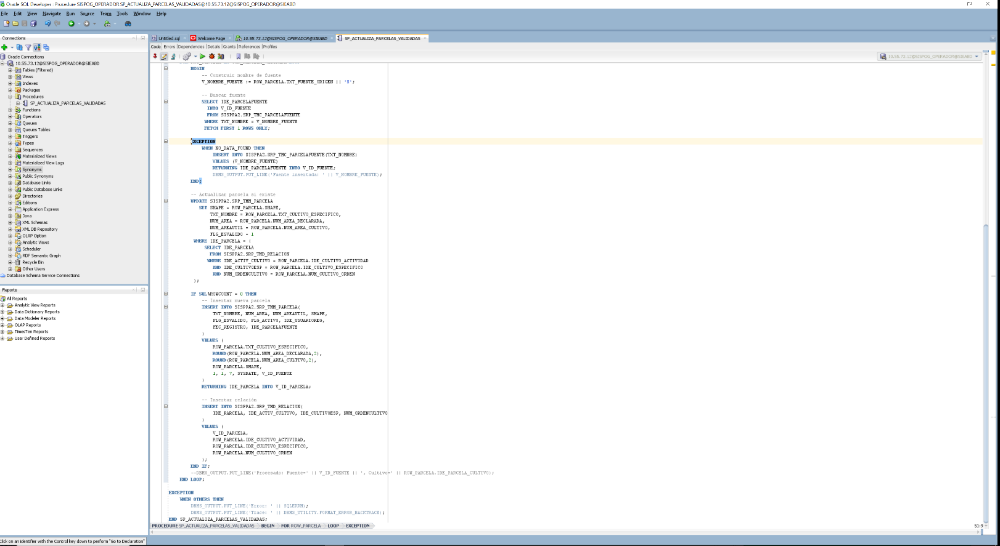 Oracle SQL Developer : Procedure SISPOG_OPERADOR.SP_ACTUALIZA_PARCELAS_VALIDADAS@10.55.73.12@SISPOG_OPERADOR@SIEABD
File Edit View Navigate Run Source Team Tools Window Help
Connections
Oracle Connections
10.55.73.12@SISPOG_OPERADOR@SIEABD
Tables (Filtered)
Views
Indexes
Packages
Procedures
SP_ACTUALIZA_PARCELAS_VALIDADAS
Functions
Operators
Queues
Queues Tables
Triggers
Types
Sequences
Materialized Views
Materialized View Logs
Synonyms
Public Synonyms
Database Links
Public Database Links
Directories
Editions
Application Express
Java
XML Schemas
XML DB Repository
OLAP Option
Analytic Views
Scheduler
RDF Semantic Graph
Recycle Bin
Other Users
Database Schema Service Connections
Reports
All Reports
Analytic View Reports
Data Dictionary Reports
Data Modeler Reports
OLAP Reports
TimesTen Reports
User Defined Reports
Untitled.sql Welcome Page 10.55.73.12@SISPOG_OPERADOR@SIEABD SP_ACTUALIZA_PARCELAS_VALIDADAS
Code Errors Dependencies Details Grants References Profiles
10.55.73.12@SISPOG_OPERADOR@SIEABD
BEGIN
-- Construir nombre de fuente
V_NOMBRE_FUENTE := ROW_PARCELA.TXT_FUENTE_ORIGEN || 'S';
-- Buscar fuente
SELECT IDE_PARCELAFUENTE
INTO V_ID_FUENTE
FROM SISPPA2.SRP_TMC_PARCELAFUENTE
WHERE TXT_NOMBRE = V_NOMBRE_FUENTE
FETCH FIRST 1 ROWS ONLY;
EXCEPTION
WHEN NO_DATA_FOUND THEN
INSERT INTO SISPPA2.SRP_TMC_PARCELAFUENTE(TXT_NOMBRE)
VALUES (V_NOMBRE_FUENTE)
RETURNING IDE_PARCELAFUENTE INTO V_ID_FUENTE;
DBMS_OUTPUT.PUT_LINE('Fuente insertada: ' || V_NOMBRE_FUENTE);
END;
-- Actualizar parcela si existe
UPDATE SISPPA2.SRP_TMM_PARCELA
SET SHAPE = ROW_PARCELA.SHAPE,
TXT_NOMBRE = ROW_PARCELA.TXT_CULTIVO_ESPECIFICO,
NUM_AREA = ROW_PARCELA.NUM_AREA_DECLARADA,
NUM_AREAUTIL = ROW_PARCELA.NUM_AREA_CULTIVO,
FLG_ESVALIDO = 1
WHERE IDE_PARCELA = (
SELECT IDE_PARCELA
FROM SISPPA2.SRP_TMD_RELACION
WHERE IDE_ACTIV_CULTIVO = ROW_PARCELA.IDE_CULTIVO_ACTIVIDAD
AND IDE_CULTIVOESP = ROW_PARCELA.IDE_CULTIVO_ESPECIFICO
AND NUM_ORDENCULTIVO = ROW_PARCELA.NUM_CULTIVO_ORDEN
);
IF SQL%ROWCOUNT = 0 THEN
-- Insertar nueva parcela
INSERT INTO SISPPA2.SRP_TMM_PARCELA(
TXT_NOMBRE, NUM_AREA, NUM_AREAUTIL, SHAPE,
FLG_ESVALIDO, FLG_ACTIVO, IDE_USUARIOREG,
FEC_REGISTRO, IDE_PARCELAFUENTE
)
VALUES (
ROW_PARCELA.TXT_CULTIVO_ESPECIFICO,
ROUND(ROW_PARCELA.NUM_AREA_DECLARADA,2),
ROUND(ROW_PARCELA.NUM_AREA_CULTIVO,2),
ROW_PARCELA.SHAPE,
1, 1, 7, SYSDATE, V_ID_FUENTE
)
RETURNING IDE_PARCELA INTO V_ID_PARCELA;
-- Insertar relación
INSERT INTO SISPPA2.SRP_TMD_RELACION(
IDE_PARCELA, IDE_ACTIV_CULTIVO, IDE_CULTIVOESP, NUM_ORDENCULTIVO
)
VALUES (
V_ID_PARCELA,
ROW_PARCELA.IDE_CULTIVO_ACTIVIDAD,
ROW_PARCELA.IDE_CULTIVO_ESPECIFICO,
ROW_PARCELA.NUM_CULTIVO_ORDEN
);
END IF;
--DBMS_OUTPUT.PUT_LINE('Procesado: Fuente=' || V_ID_FUENTE || ', Cultivo=' || ROW_PARCELA.IDE_PARCELA_CULTIVO);
END LOOP;
EXCEPTION
WHEN OTHERS THEN
DBMS_OUTPUT.PUT_LINE('Error: ' || SQLERRM);
DBMS_OUTPUT.PUT_LINE('Trace: ' || DBMS_UTILITY.FORMAT_ERROR_BACKTRACE);
END SP_ACTUALIZA_PARCELAS_VALIDADAS;
PROCEDURE SP_ACTUALIZA_PARCELAS_VALIDADAS BEGIN FOR ROW_PARCELA LOOP EXCEPTION
51:9
Click on an identifier with the Control key down to perform "Go to Declaration"